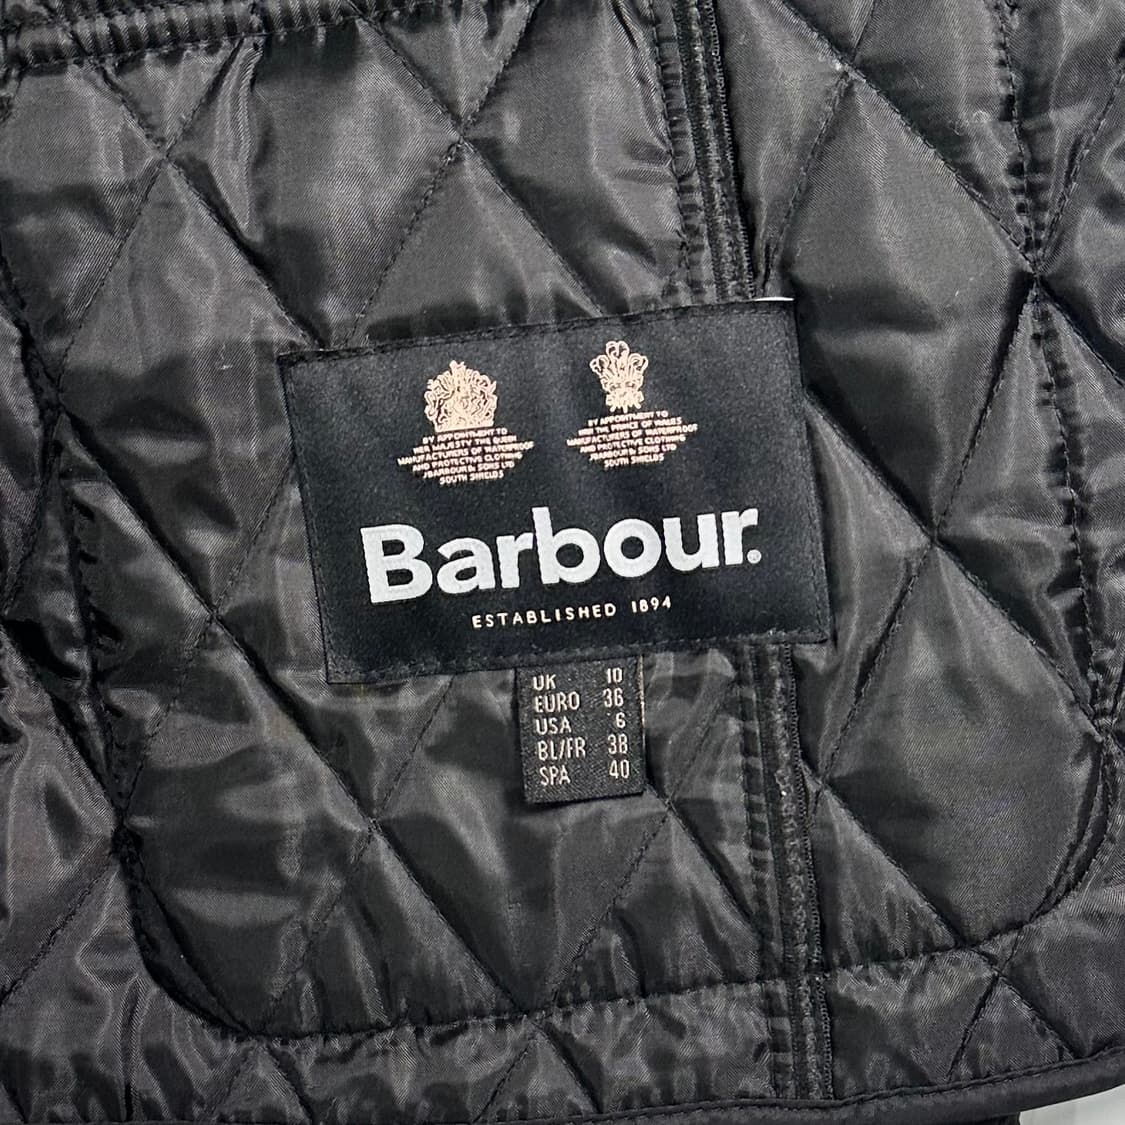 BY APPOINTMENT TO
HER MAJESTY THE QUEEN
MANUFACTURERS OF WATERPROOF
AND PROTECTIVE CLOTHING
J BARBOUR & SONS LTD
SOUTH SHIELDS
BY APPOINTMENT TO
HRH THE PRINCE OF WALES
MANUFACTURERS OF WATERPROOF
AND PROTECTIVE CLOTHING
J BARBOUR & SONS LTD
SOUTH SHIELDS
Barbour.
ESTABLISHED 1894
UK 10
EURO 36
USA 6
BL/FR 38
SPA 40